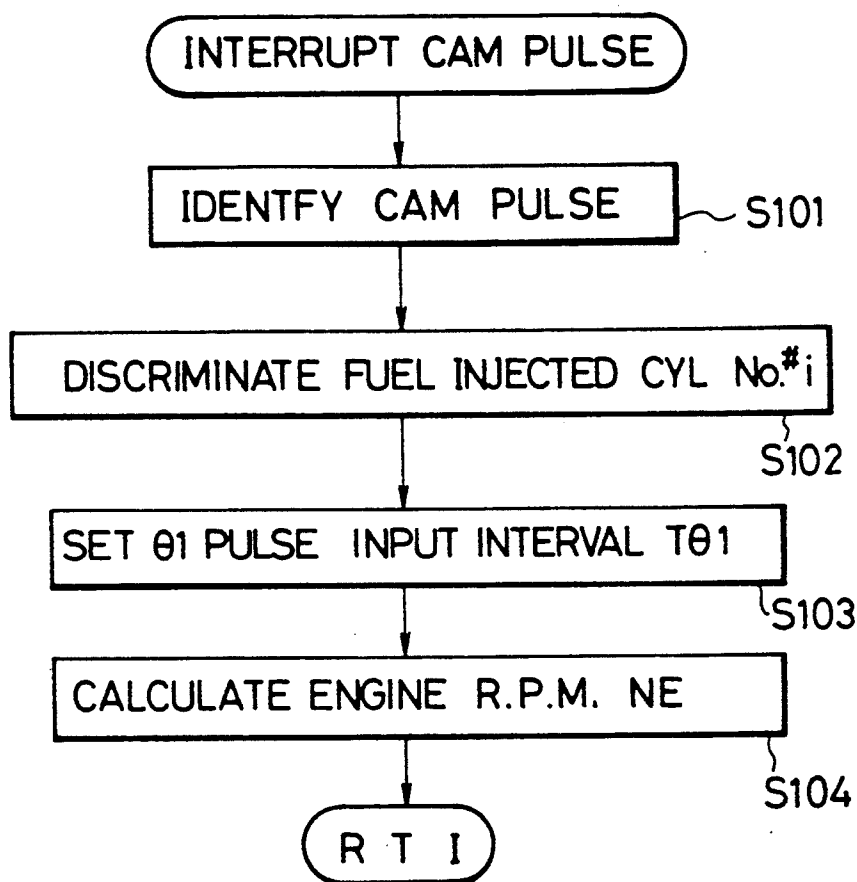 INTERRUPT CAM PULSE
IDENTFY CAM PULSE
S101
DISCRIMINATE FUEL INJECTED CYL No.#i
S102
SET θ1 PULSE INPUT INTERVAL Tθ1
S103
CALCULATE ENGINE R.P.M. NE
S104
R T I